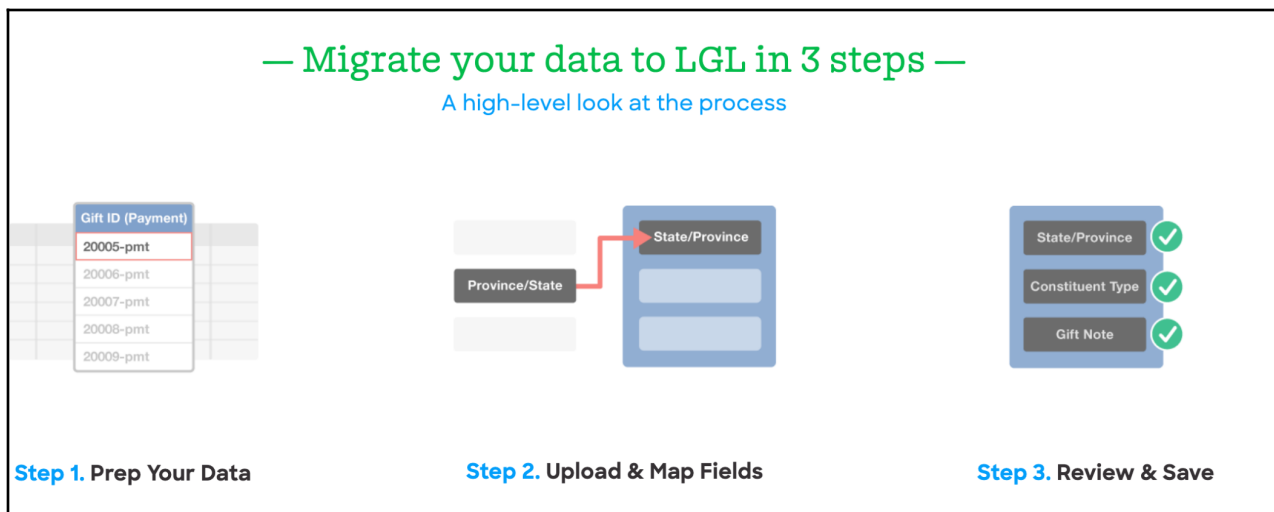 — Migrate your data to LGL in 3 steps —
A high-level look at the process
Gift ID (Payment)
20005-pmt
20006-pmt
20007-pmt
20008-pmt
20009-pmt
Province/State
State/Province
State/Province
Constituent Type
Gift Note
Step 1. Prep Your Data
Step 2. Upload & Map Fields
Step 3. Review & Save